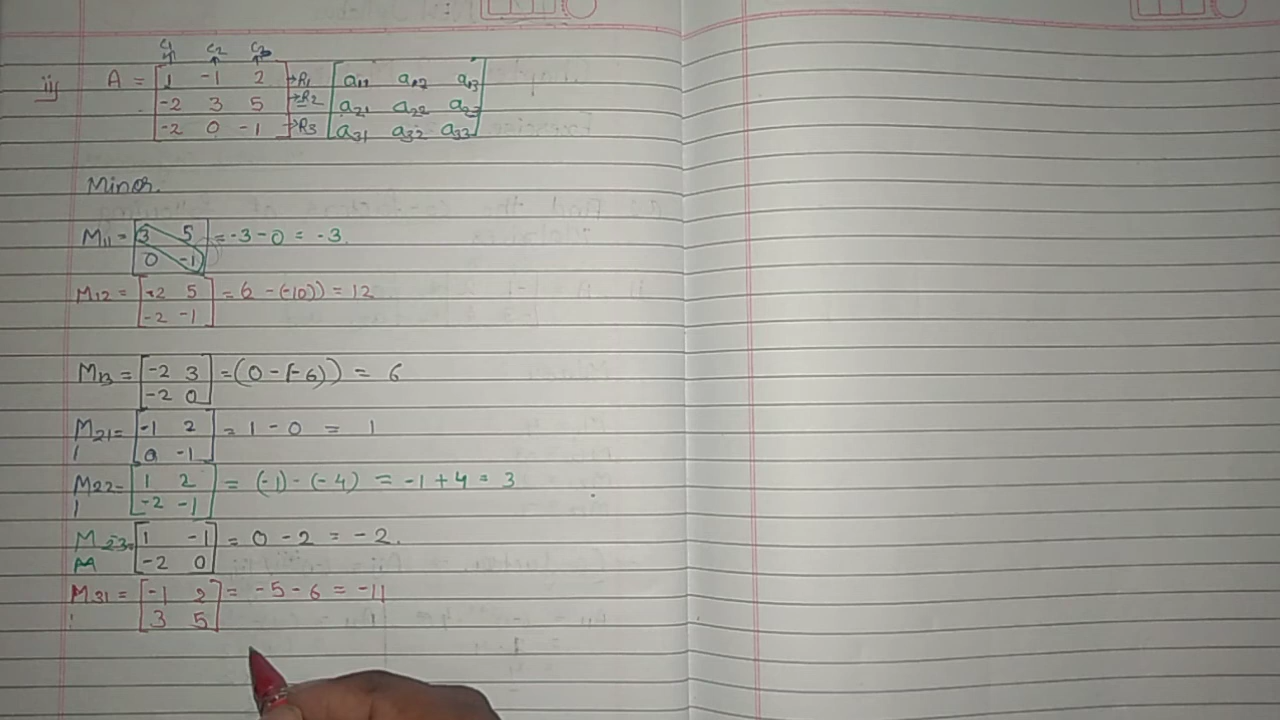 C1 C2 C3
ii) A = [1 -1 2] → R1 [a11 a12 a13]
[-2 3 5] → R2 [a21 a22 a23]
[-2 0 -1] → R3 [a31 a32 a33]
Minor.
M11 = [3 5] = -3 - 0 = -3.
[0 -1]
M12 = [-2 5] = (2 - (-10)) = 12
[-2 -1]
M13 = [-2 3] = (0 - (-6)) = 6
[-2 0]
M21 = [-1 2] = 1 - 0 = 1
[0 -1]
M22 = [1 2] = (-1) - (-4) = -1 + 4 = 3
[-2 -1]
M23 = [1 -1] = 0 - 2 = -2.
[-2 0]
M31 = [-1 2] = -5 - 6 = -11
[3 5]